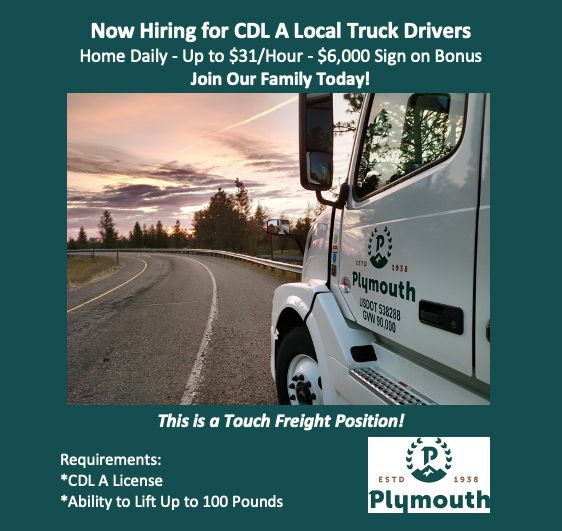 Now Hiring for CDL A Local Truck Drivers
Home Daily - Up to $31/Hour - $6,000 Sign on Bonus
Join Our Family Today!
P
ESTD 1938
Plymouth
USDOT 538288
GVW 90,000
This is a Touch Freight Position!
Requirements:
*CDL A License
*Ability to Lift Up to 100 Pounds
P
ESTD 1938
Plymouth